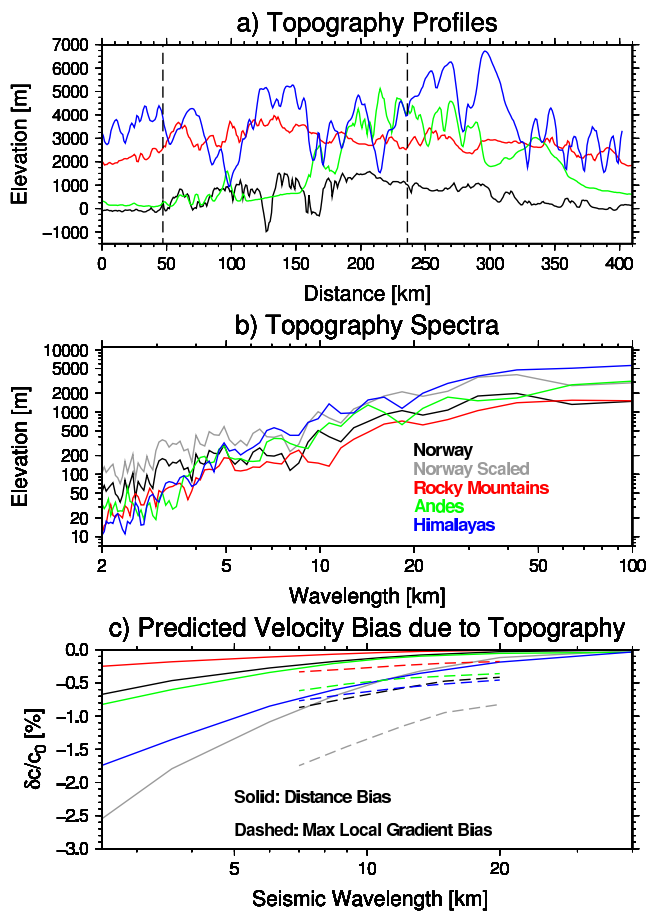 a) Topography Profiles
7000
6000
5000
4000
3000
2000
1000
0
−1000
Elevation [m]
0 50 100 150 200 250 300 350 400
Distance [km]
b) Topography Spectra
10000
5000
2000
1000
500
200
100
50
20
10
Elevation [m]
Norway
Norway Scaled
Rocky Mountains
Andes
Himalayas
2 5 10 20 50 100
Wavelength [km]
c) Predicted Velocity Bias due to Topography
0.0
−0.5
−1.0
−1.5
−2.0
−2.5
−3.0
δc/c0 [%]
Solid: Distance Bias
Dashed: Max Local Gradient Bias
5 10 20
Seismic Wavelength [km]